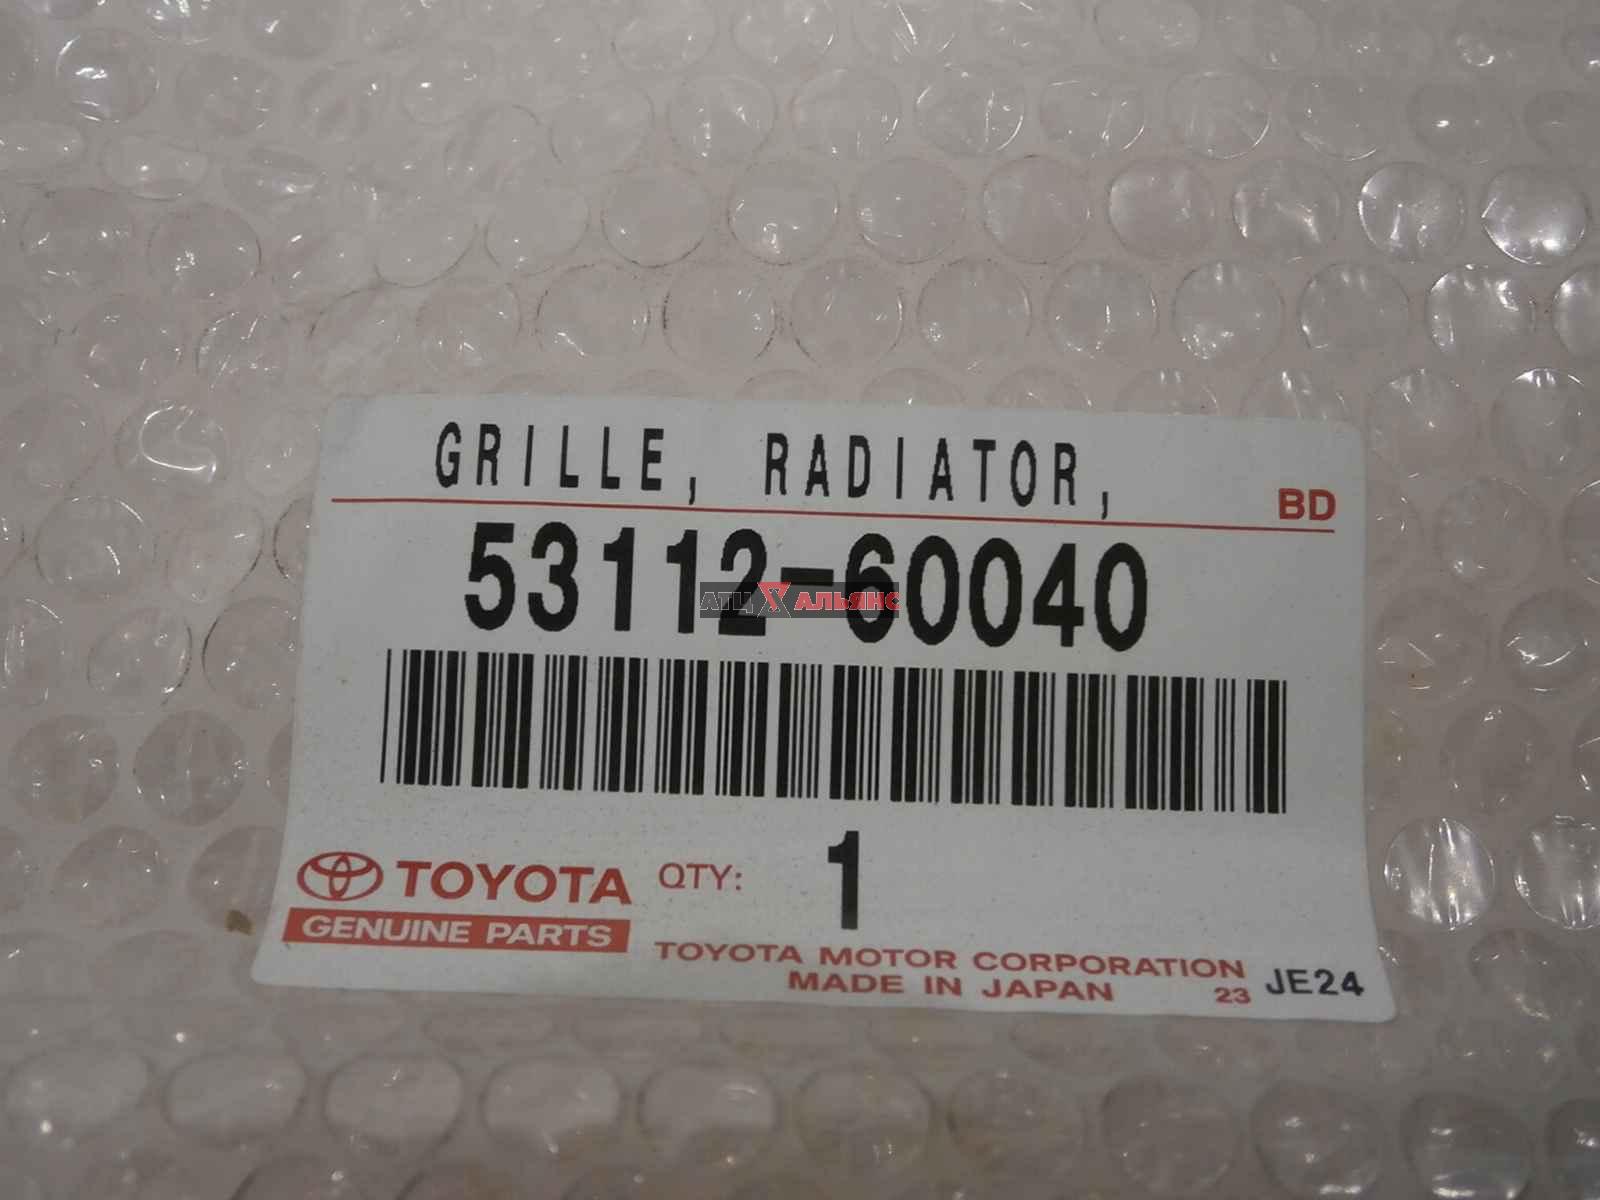 GRILLE, RADIATOR,
BD
53112-60040
АТЦ АЛЬЯНС
TOYOTA
GENUINE PARTS
QTY: 1
TOYOTA MOTOR CORPORATION
MADE IN JAPAN 23 JE24